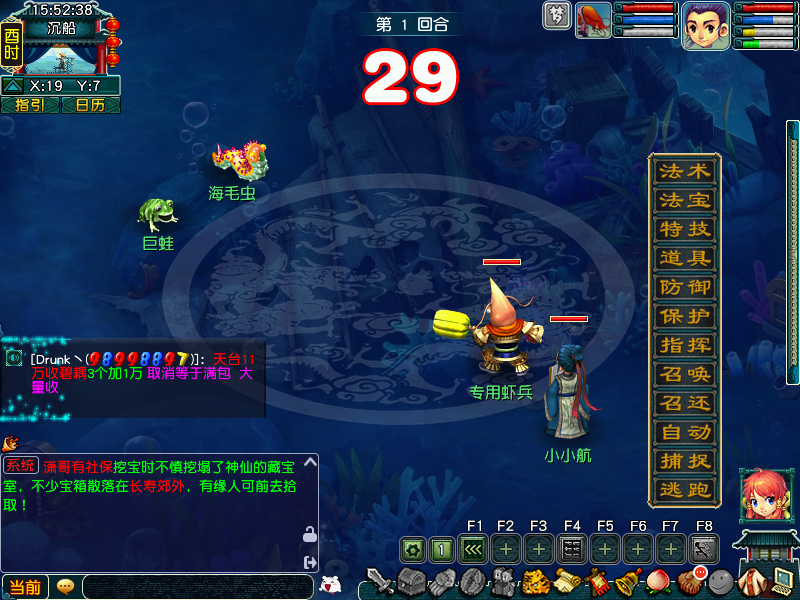 15:52:38
沉船
酉时
X:19 Y:7
指引 日历
第 1 回合
29
梦
海毛虫
巨蛙
专用虾兵
小小航
法术
法宝
特技
道具
防御
保护
指挥
召唤
召还
自动
捕捉
逃跑
[Drunk丶(89988897)]: 天台11
万收碧藕3个加1万 取消等于满包 大
量收
系统 潇哥有社保挖宝时不慎挖塌了神仙的藏宝
室，不少宝箱散落在长寿郊外，有缘人可前去拾
取！
当前
F1 F2 F3 F4 F5 F6 F7 F8
1